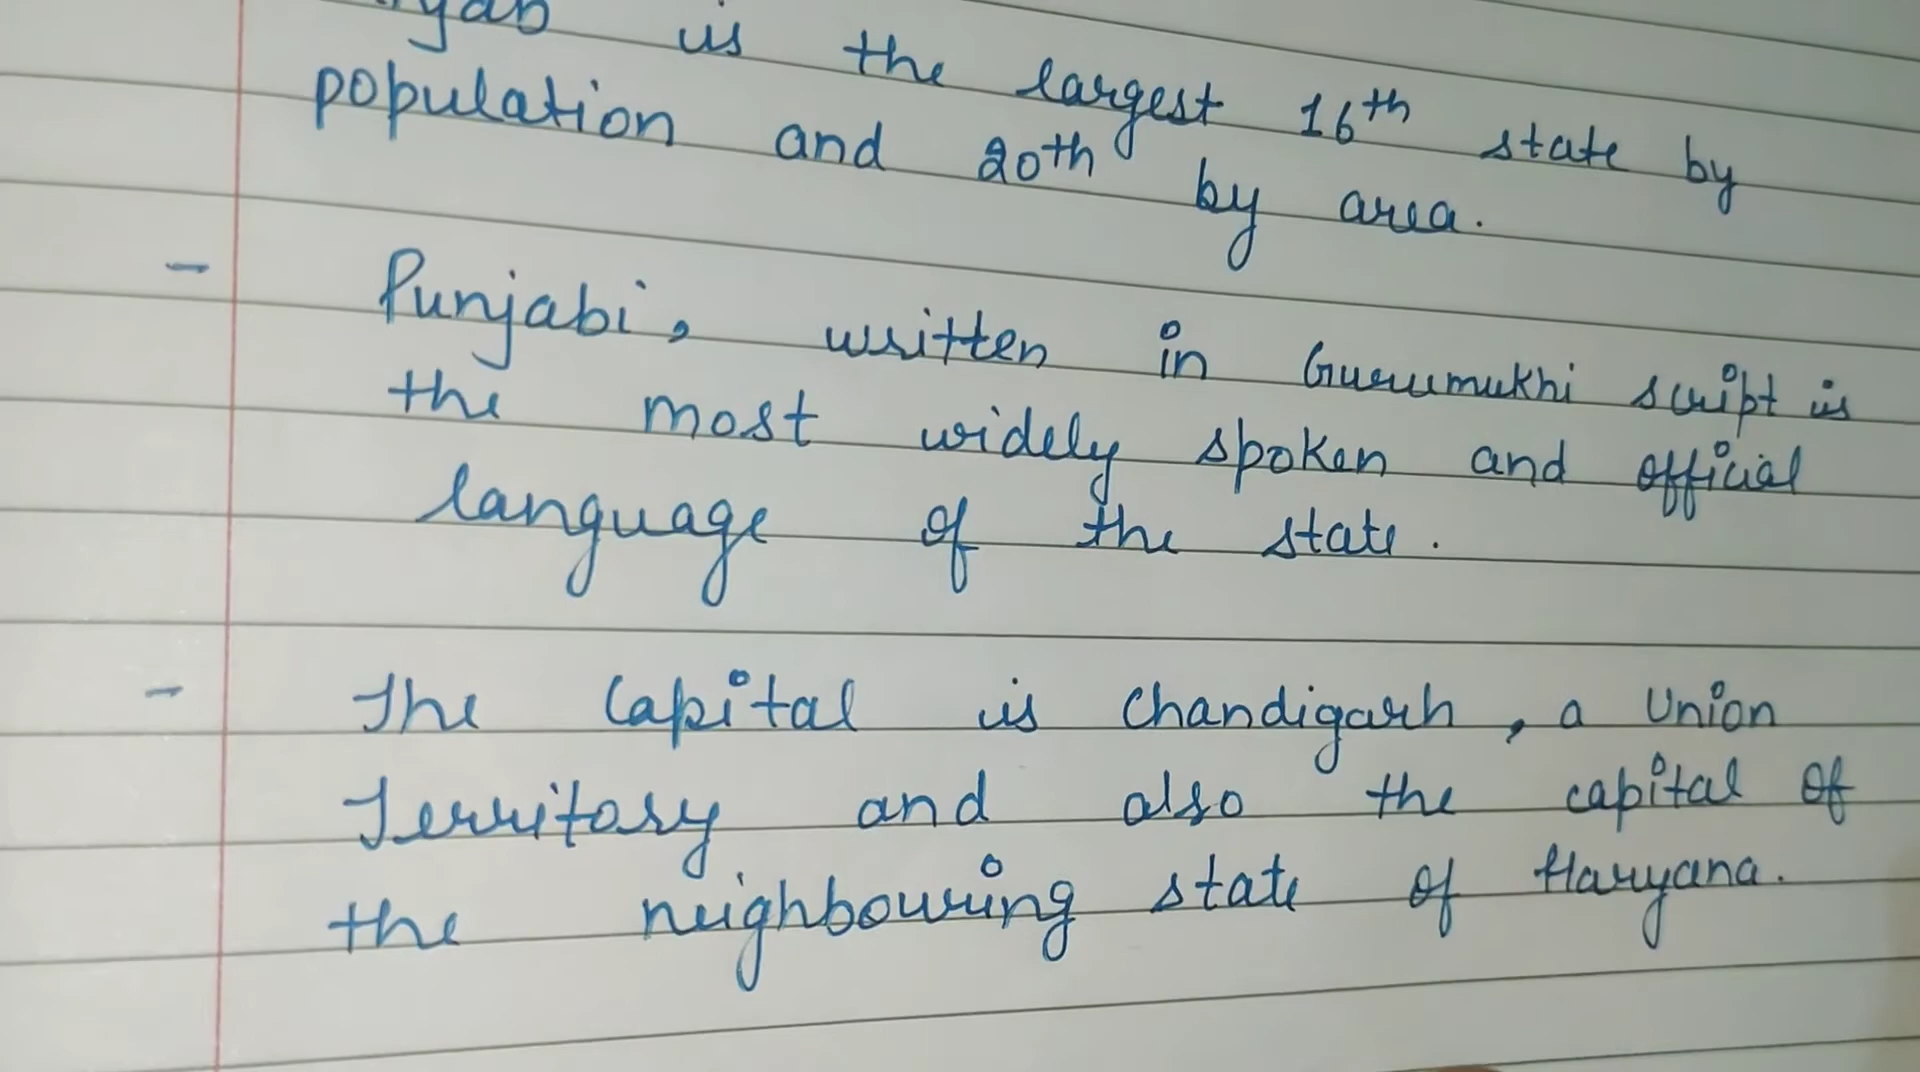 is the largest 16th state by
population and 20th by area.
- Punjabi, written in Gurumukhi script is
the most widely spoken and official
language of the state.
- The Capital is Chandigarh, a Union
Territory and also the capital of
the neighbouring state of Haryana.